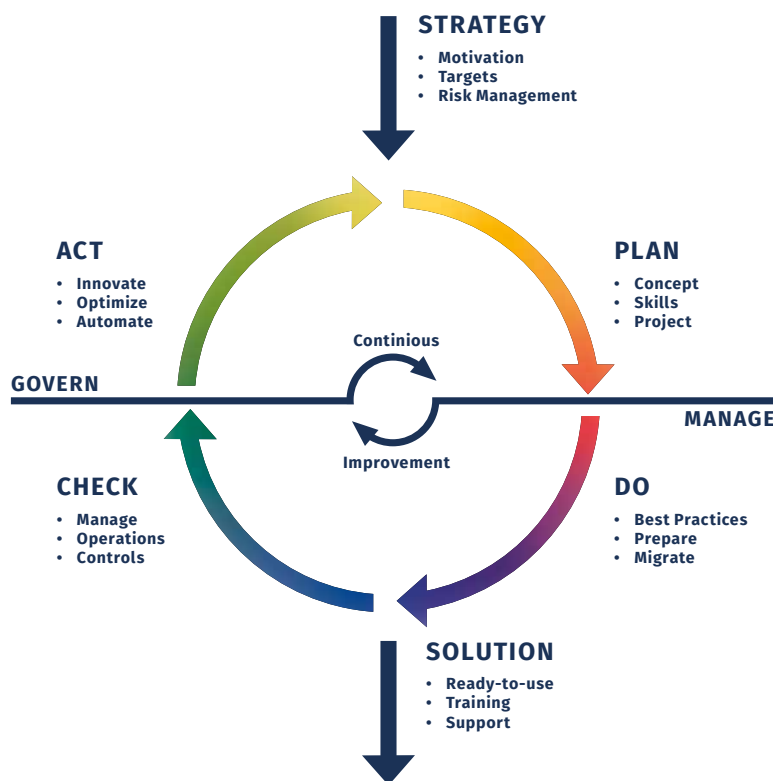 STRATEGY
• Motivation
• Targets
• Risk Management
ACT
• Innovate
• Optimize
• Automate
PLAN
• Concept
• Skills
• Project
Continious
GOVERN
MANAGE
Improvement
CHECK
• Manage
• Operations
• Controls
DO
• Best Practices
• Prepare
• Migrate
SOLUTION
• Ready-to-use
• Training
• Support